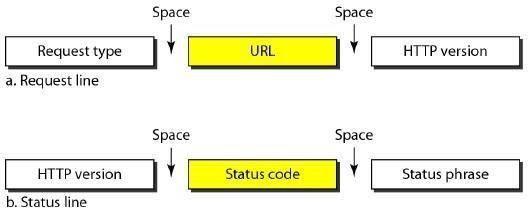 Space Space
Request type URL HTTP version
a. Request line
Space Space
HTTP version Status code Status phrase
b. Status line